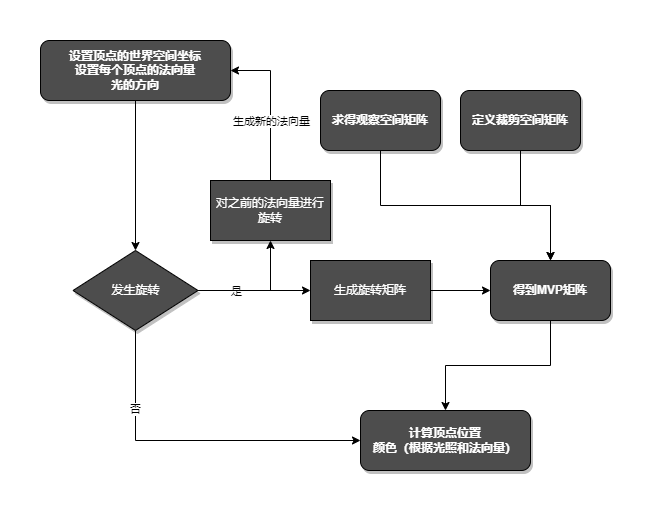 设置顶点的世界空间坐标
设置每个顶点的法向量
光的方向
生成新的法向量
求得观察空间矩阵
定义裁剪空间矩阵
对之前的法向量进行
旋转
发生旋转
是
生成旋转矩阵
得到MVP矩阵
否
计算顶点位置
颜色（根据光照和法向量）